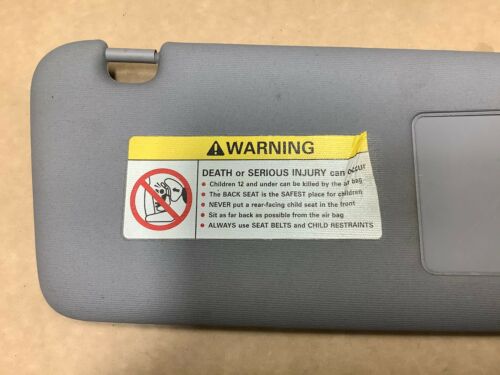 WARNING
DEATH or SERIOUS INJURY can occur
• Children 12 and under can be killed by the air bag
• The BACK SEAT is the SAFEST place for children
• NEVER put a rear-facing child seat in the front
• Sit as far back as possible from the air bag
• ALWAYS use SEAT BELTS and CHILD RESTRAINTS